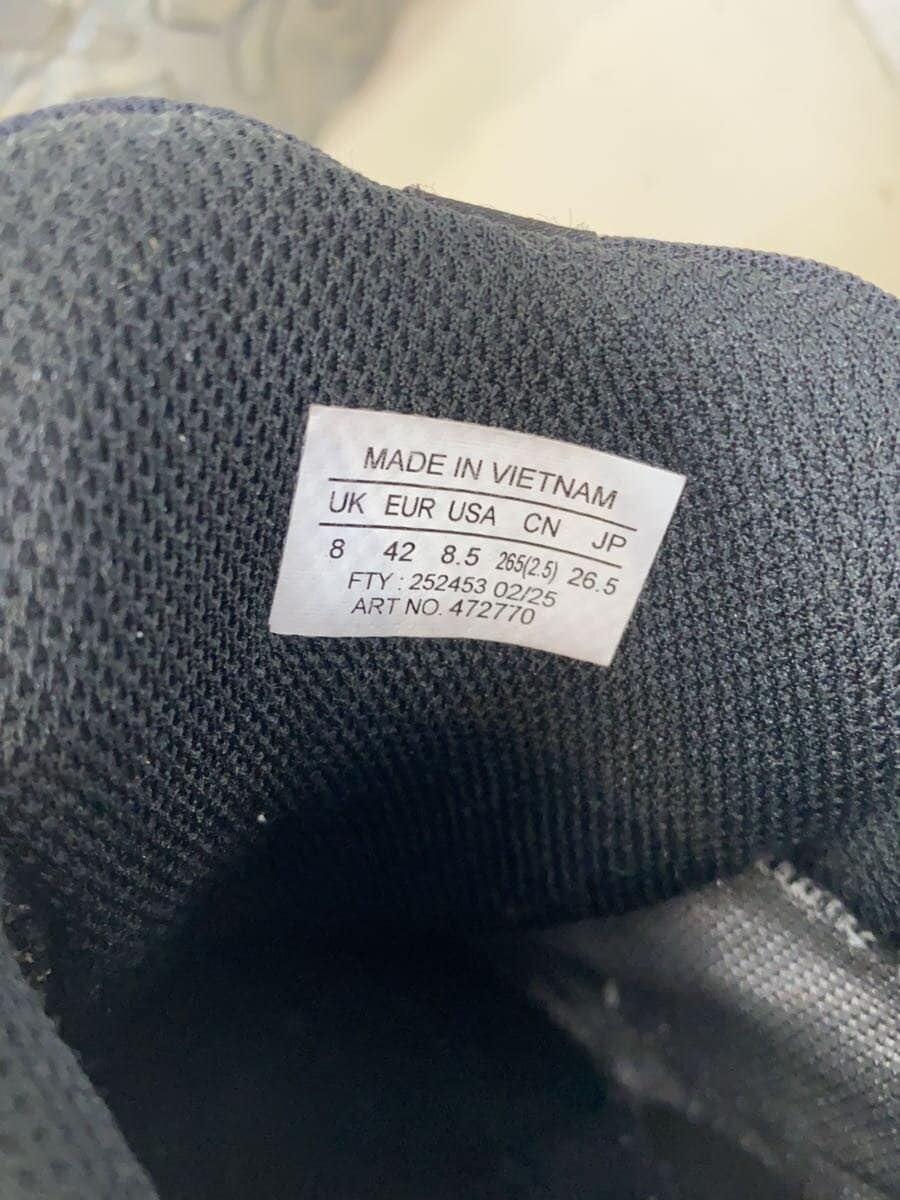 MADE IN VIETNAM
UK EUR USA CN JP
8 42 8.5 265(2.5) 26.5
FTY : 252453 02/25
ART NO. 472770